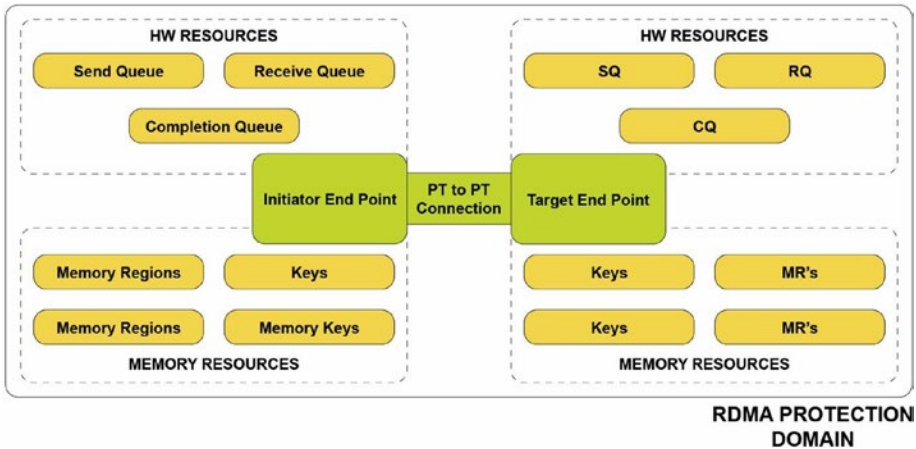 HW RESOURCES
Send Queue
Receive Queue
Completion Queue
HW RESOURCES
SQ
RQ
CQ
Initiator End Point
PT to PT
Connection
Target End Point
Memory Regions
Keys
Memory Regions
Memory Keys
MEMORY RESOURCES
Keys
MR's
Keys
MR's
MEMORY RESOURCES
RDMA PROTECTION
DOMAIN